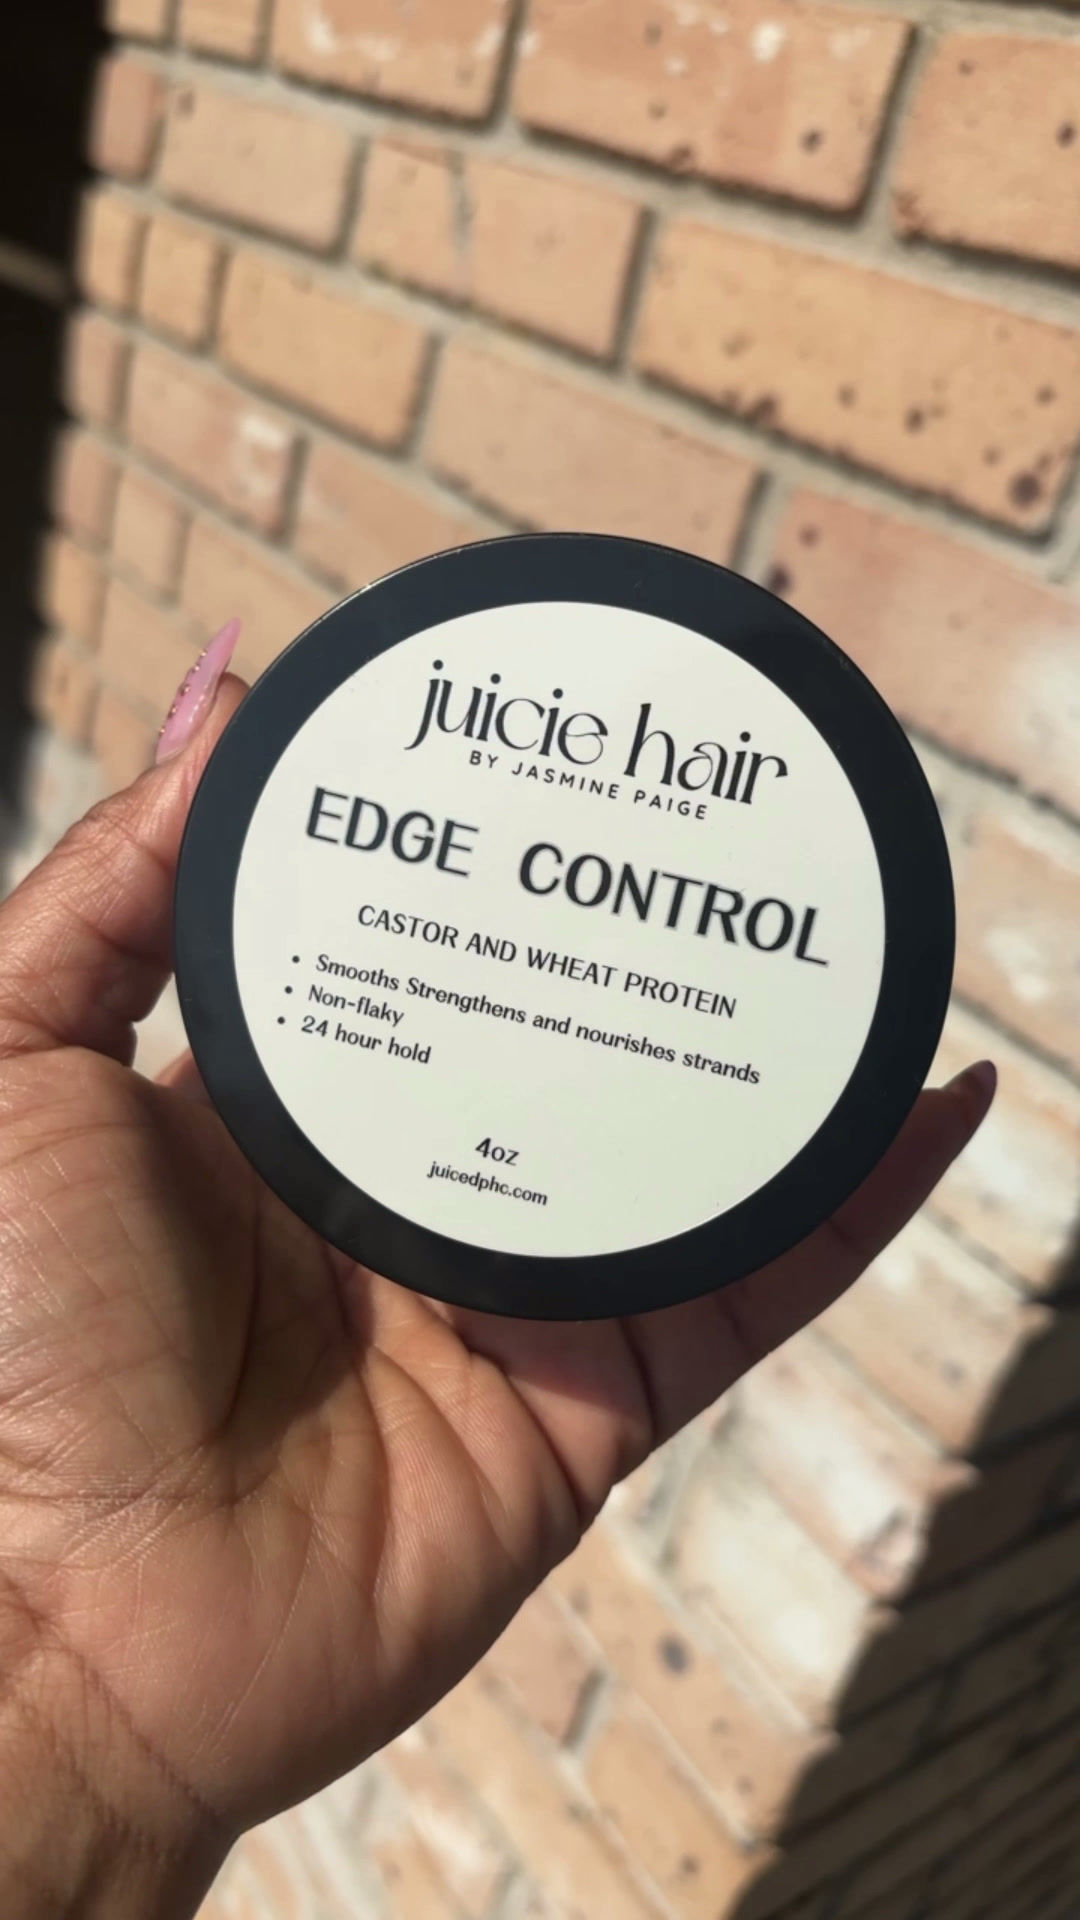 juicie hair
BY JASMINE PAIGE
EDGE CONTROL
CASTOR AND WHEAT PROTEIN
• Smooths Strengthens and nourishes strands
• Non-flaky
• 24 hour hold
4oz
juicedphc.com